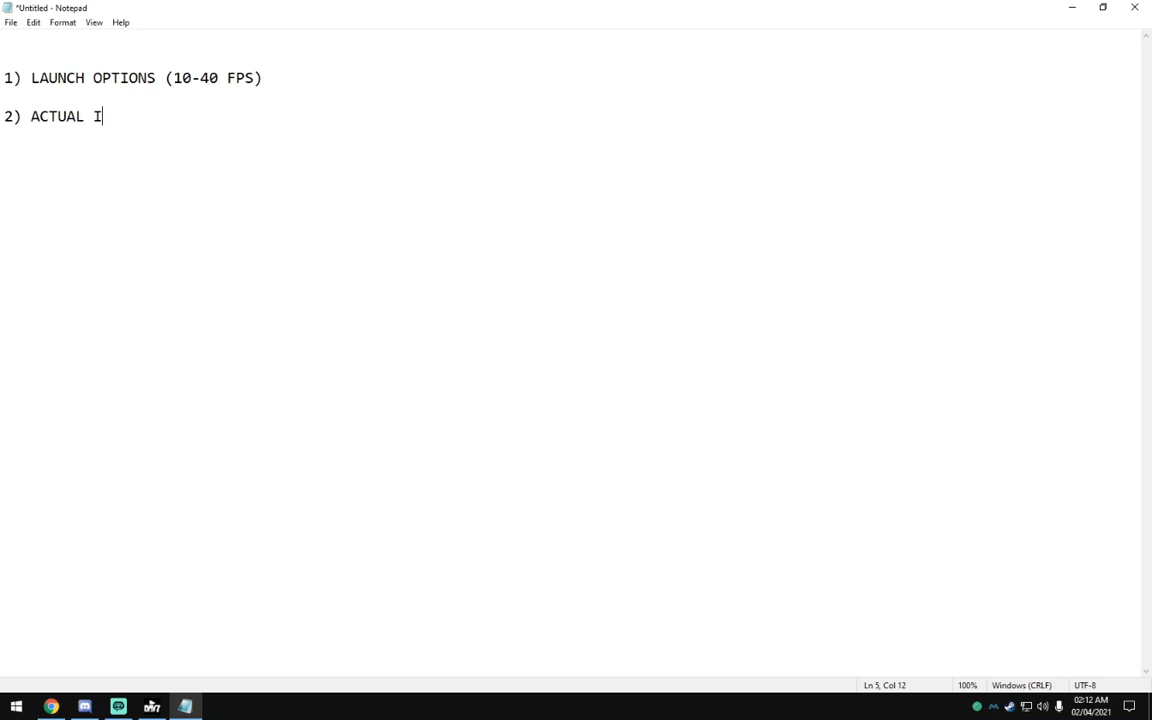 *Untitled - Notepad
File Edit Format View Help
1) LAUNCH OPTIONS (10-40 FPS)
2) ACTUAL I
Ln 5, Col 12 100% Windows (CRLF) UTF-8
02:12 AM
02/04/2021